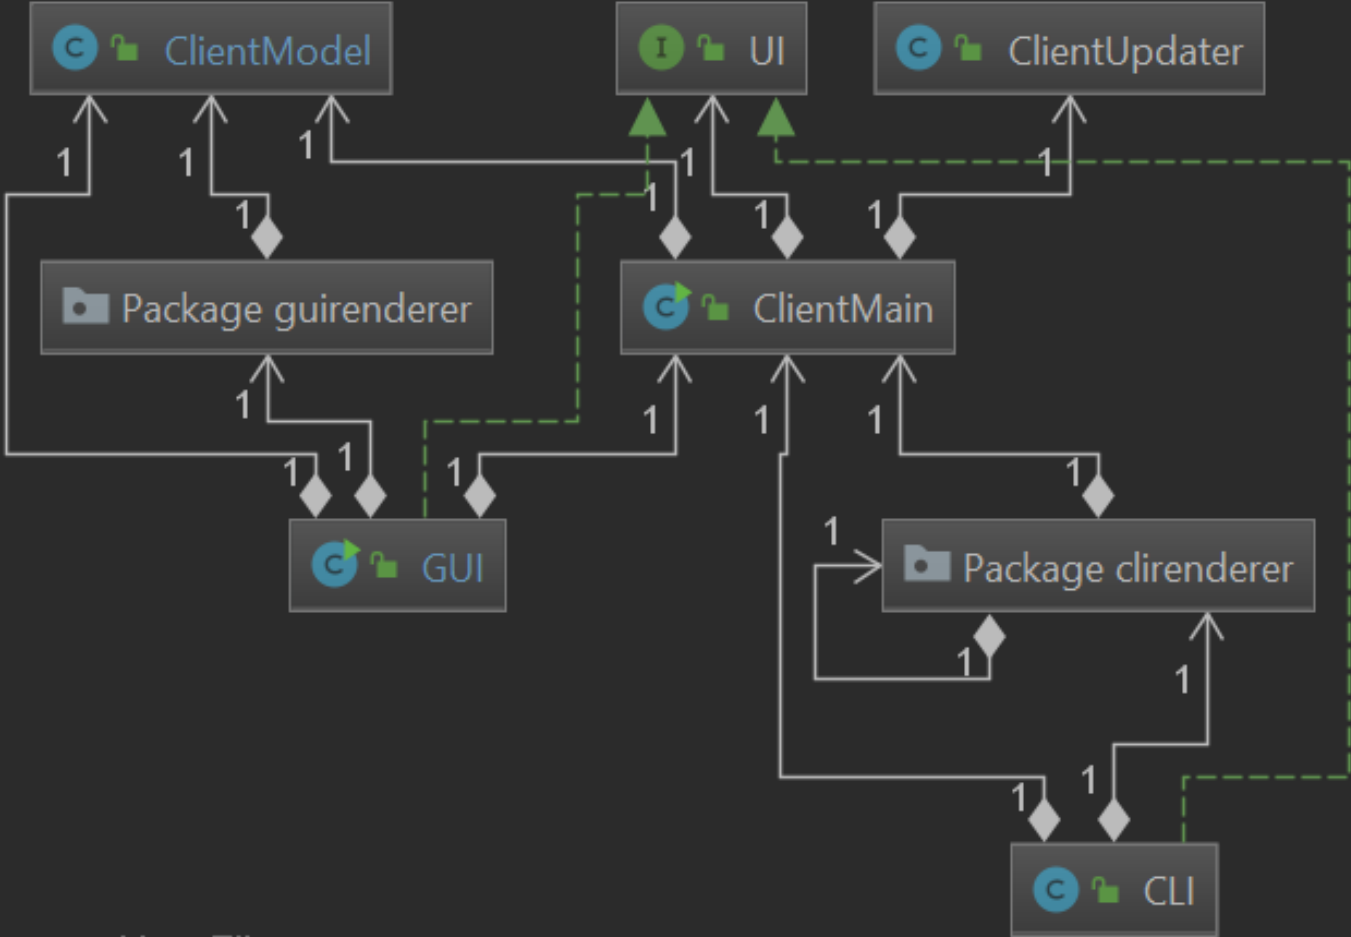 C ClientModel
I UI
C ClientUpdater
1 1 1 1 1
1 1 1 1
Package guirenderer
C ClientMain
1 1 1 1
1 1 1 1
C GUI
1
Package clirenderer
1 1
1 1
C CLI